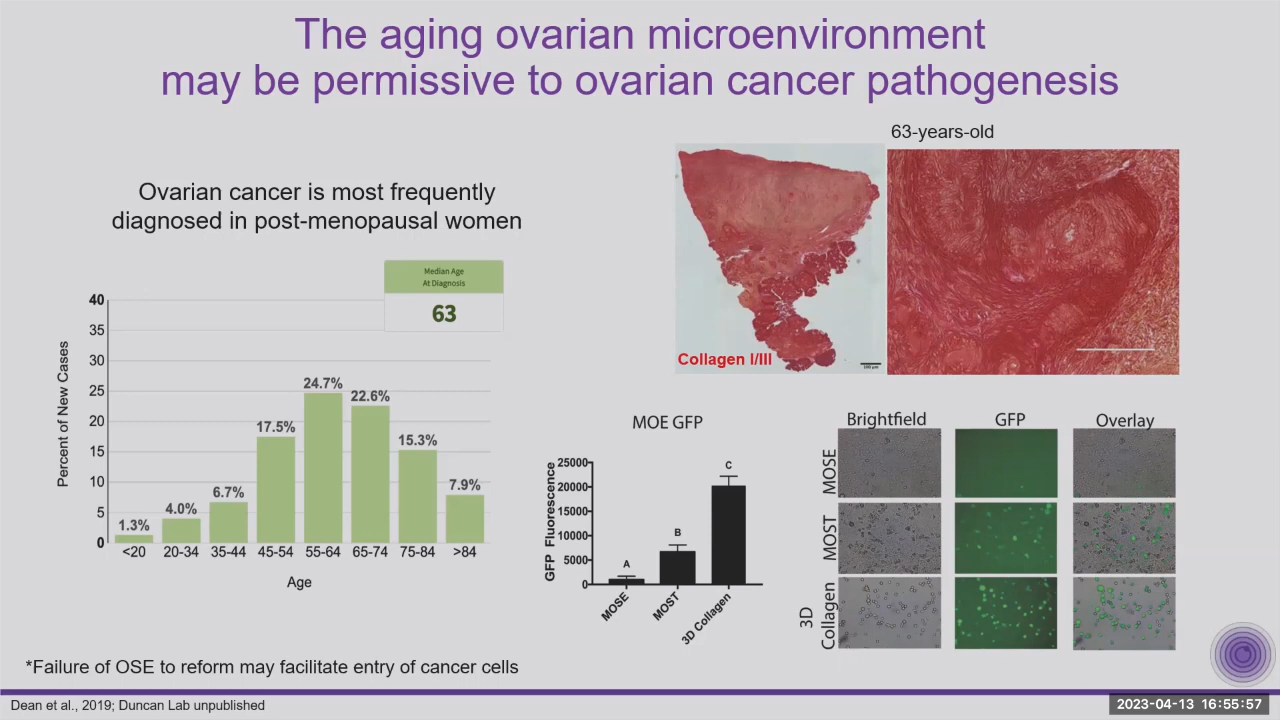 The aging ovarian microenvironment
may be permissive to ovarian cancer pathogenesis
Ovarian cancer is most frequently
diagnosed in post-menopausal women
Median Age
At Diagnosis
63
Percent of New Cases
40
35
30
25
20
15
10
5
0
1.3%
4.0%
6.7%
17.5%
24.7%
22.6%
15.3%
7.9%
<20
20-34
35-44
45-54
55-64
65-74
75-84
>84
Age
*Failure of OSE to reform may facilitate entry of cancer cells
63-years-old
Collagen I/III
MOE GFP
GFP Fluorescence
25000
20000
15000
10000
5000
0
A
B
C
MOSE
MOST
3D Collagen
Brightfield
GFP
Overlay
MOSE
MOST
3D
Collagen
Dean et al., 2019; Duncan Lab unpublished
2023-04-13 16:55:57